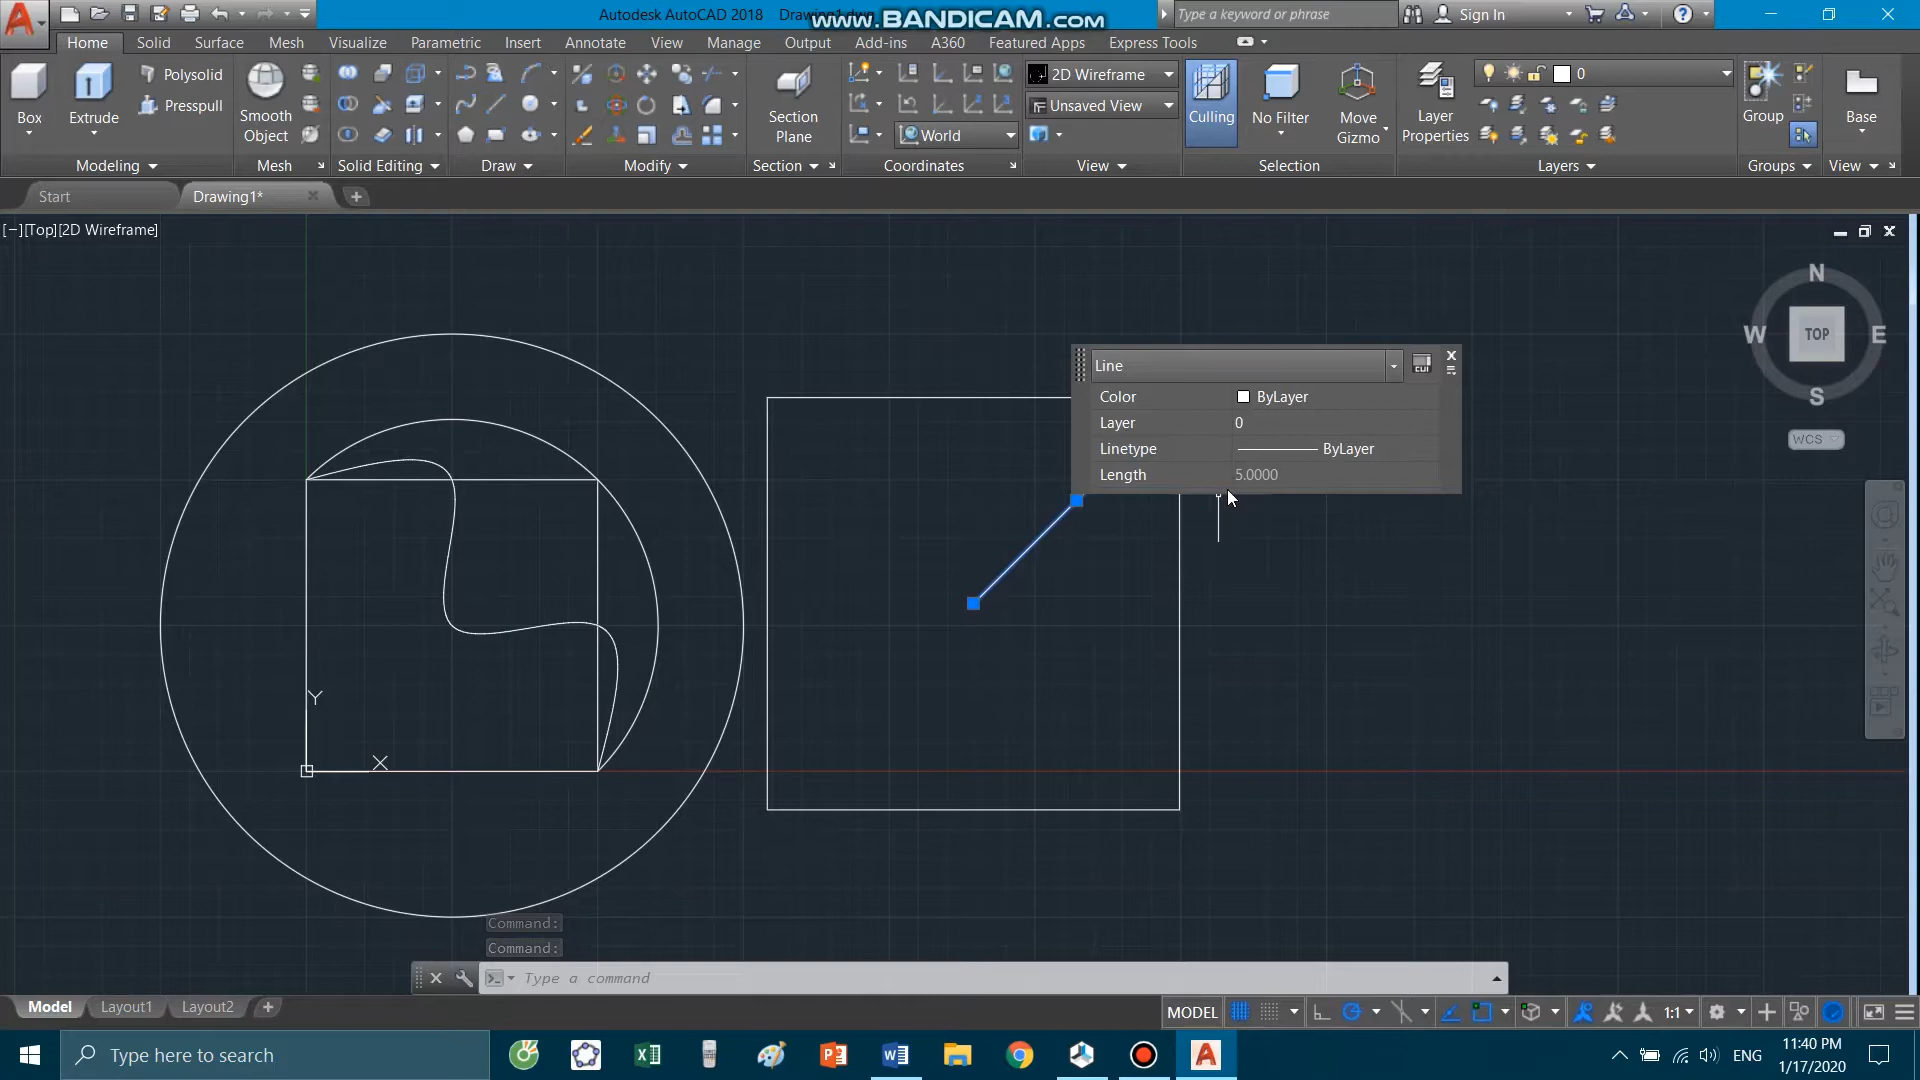 Autodesk AutoCAD 2018 Drawing1.dwg
www.BANDICAM.com
Type a keyword or phrase
Sign In
Home Solid Surface Mesh Visualize Parametric Insert Annotate View Manage Output Add-ins A360 Featured Apps Express Tools
Box
Extrude
Polysolid
Presspull
Smooth
Object
Section
Plane
World
2D Wireframe
Unsaved View
Culling
No Filter
Move
Gizmo
Layer
Properties
0
Group
Base
Modeling Mesh Solid Editing Draw Modify Section Coordinates View Selection Layers Groups View
Start Drawing1*
[−][Top][2D Wireframe]
N
W TOP E
S
WCS
Line
CUI
Color ByLayer
Layer 0
Linetype ByLayer
Length 5.0000
Y
X
Command:
Command:
Type a command
Model Layout1 Layout2
MODEL
1:1
Type here to search
ENG
11:40 PM
1/17/2020